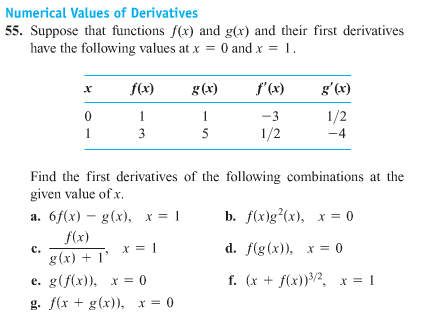 Numerical Values of Derivatives
55. Suppose that functions f(x) and g(x) and their first derivatives
have the following values at x = 0 and x = 1.
x f(x) g(x) f′(x) g′(x)
0 1 1 −3 1/2
1 3 5 1/2 −4
Find the first derivatives of the following combinations at the
given value of x.
a. 6f(x) − g(x), x = 1 b. f(x)g²(x), x = 0
c. f(x)/(g(x) + 1), x = 1 d. f(g(x)), x = 0
e. g(f(x)), x = 0 f. (x + f(x))^3/2, x = 1
g. f(x + g(x)), x = 0